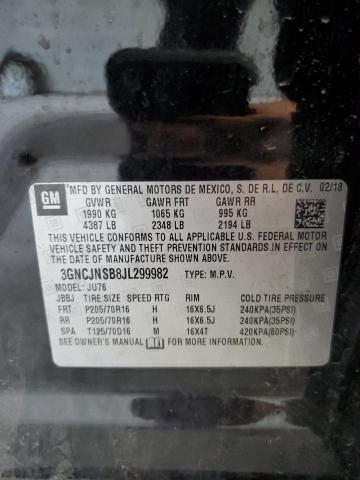 GM
*MFD BY GENERAL MOTORS DE MEXICO, S. DE R.L. DE C.V. 02/18
GVWR GAWR FRT GAWR RR
1990 KG 1065 KG 995 KG
4387 LB 2348 LB 2194 LB
THIS VEHICLE CONFORMS TO ALL APPLICABLE U.S. FEDERAL MOTOR
VEHICLE SAFETY, BUMPER, AND THEFT PREVENTION STANDARDS IN EFFECT
ON THE DATE OF MANUFACTURE SHOWN ABOVE.
3GNCJNSB8JL299982 TYPE: M.P.V.
MODEL: JU76
JBBJ TIRE SIZE SPEED RTG RIM COLD TIRE PRESSURE
FRT P205/70R16 H 16X6.5J 240KPA(35PSI)
RR P205/70R16 H 16X6.5J 240KPA(35PSI)
SPA T125/70D16 M 16X4T 420KPA(60PSI)
SEE OWNER'S MANUAL FOR MORE INFORMATION.